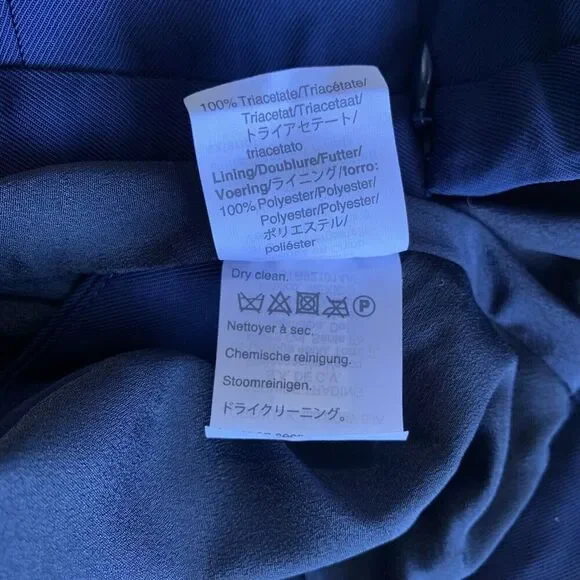 100% Triacetate/Triacétate/
Triacetat/Triacetaat/
トライアセテート/
triacetato
Lining/Doublure/Futter/
Voering/ライニング/forro:
100% Polyester/Polyester/
Polyester/Polyester/
ポリエステル/
poliéster
Dry clean.
P
Nettoyer à sec.
Chemische reinigung.
Stoomreinigen.
ドライクリーニング。